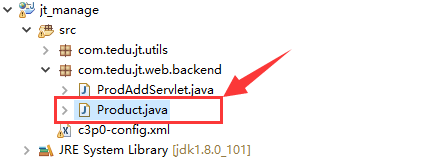 jt_manage
src
com.tedu.jt.utils
com.tedu.jt.web.backend
ProdAddServlet.java
Product.java
c3p0-config.xml
JRE System Library [jdk1.8.0_101]